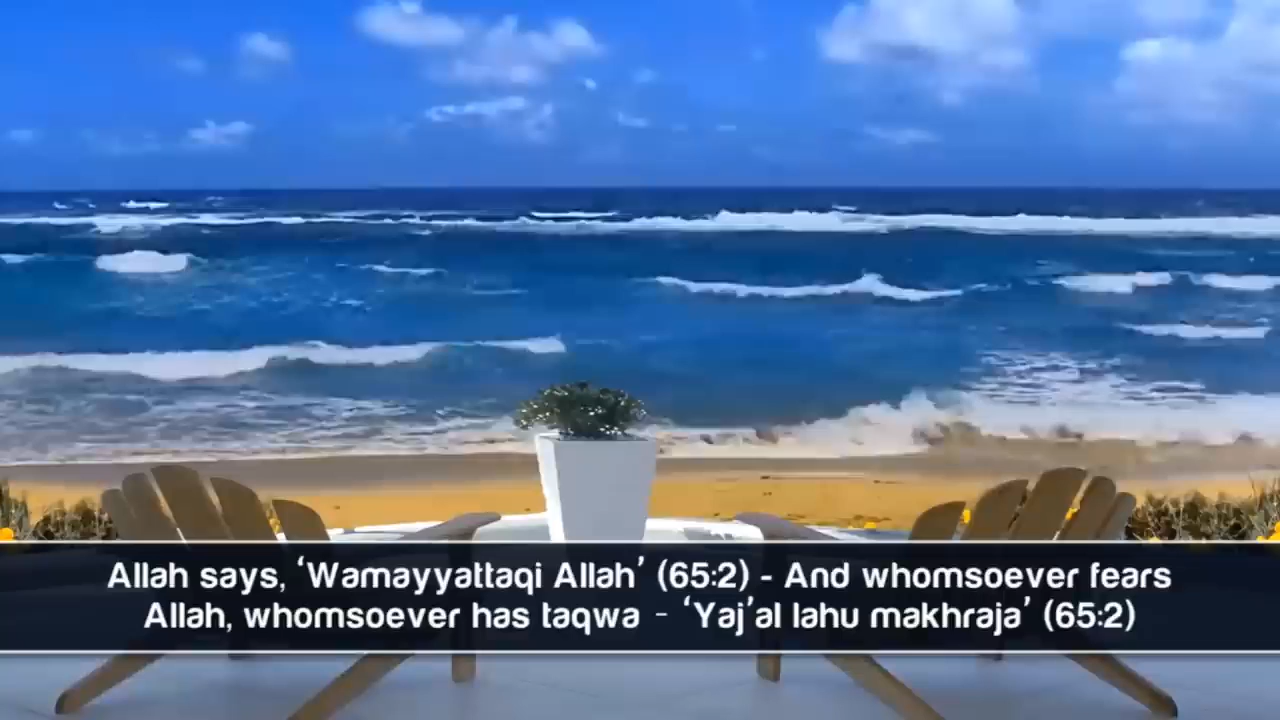 Allah says, ‘Wamayyattaqi Allah’ (65:2) - And whomsoever fears
Allah, whomsoever has taqwa - ‘Yaj’al lahu makhraja’ (65:2)